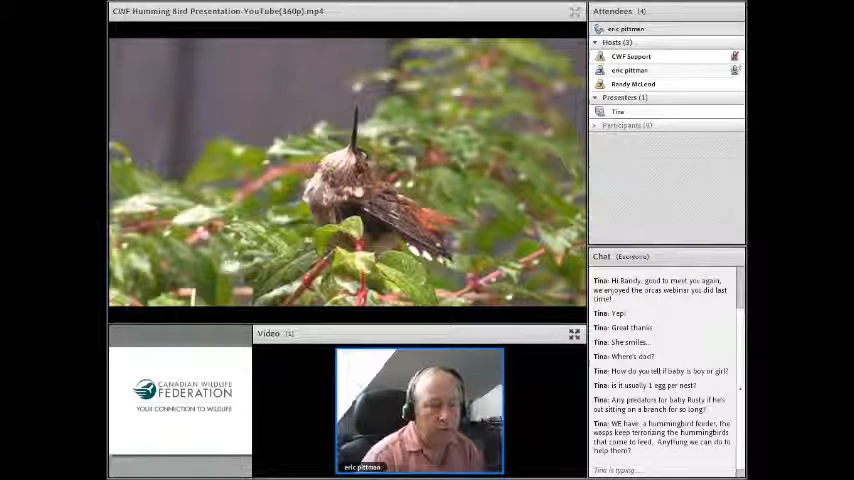 CWF Humming Bird Presentation-YouTube(360p).mp4
Attendees (4)
eric pittman
Hosts (3)
CWF Support
eric pittman
Randy McLeod
Presenters (1)
Tina
Participants (0)
Chat (Everyone)
Tina: Hi Randy, good to meet you again,
we enjoyed the orcas webinar you did last
time!
Tina: Yep!
Tina: Great thanks
Tina: She smiles...
Tina: Where's dad?
Tina: How do you tell if baby is boy or girl?
Tina: is it usually 1 egg per nest?
Tina: Any predators for baby Rusty if he's
out sitting on a branch for so long?
Tina: WE have a hummingbird feeder, the
wasps keep terrorizing the hummingbirds
that come to feed. Anything we can do to
help them?
Tina is typing...
Video (1)
CANADIAN WILDLIFE
FEDERATION
YOUR CONNECTION TO WILDLIFE
eric pittman